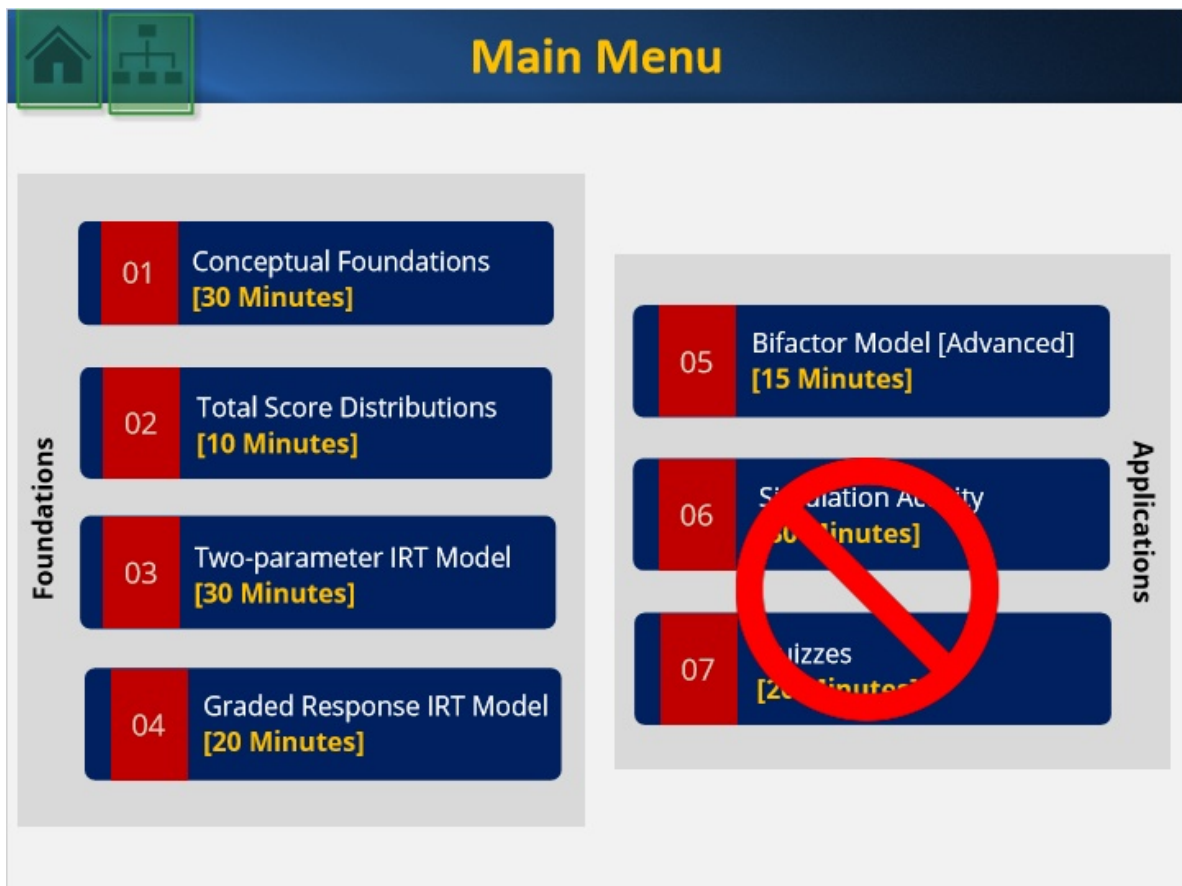 Main Menu
Foundations
01
Conceptual Foundations
[30 Minutes]
02
Total Score Distributions
[10 Minutes]
03
Two-parameter IRT Model
[30 Minutes]
04
Graded Response IRT Model
[20 Minutes]
Applications
05
Bifactor Model [Advanced]
[15 Minutes]
06
07